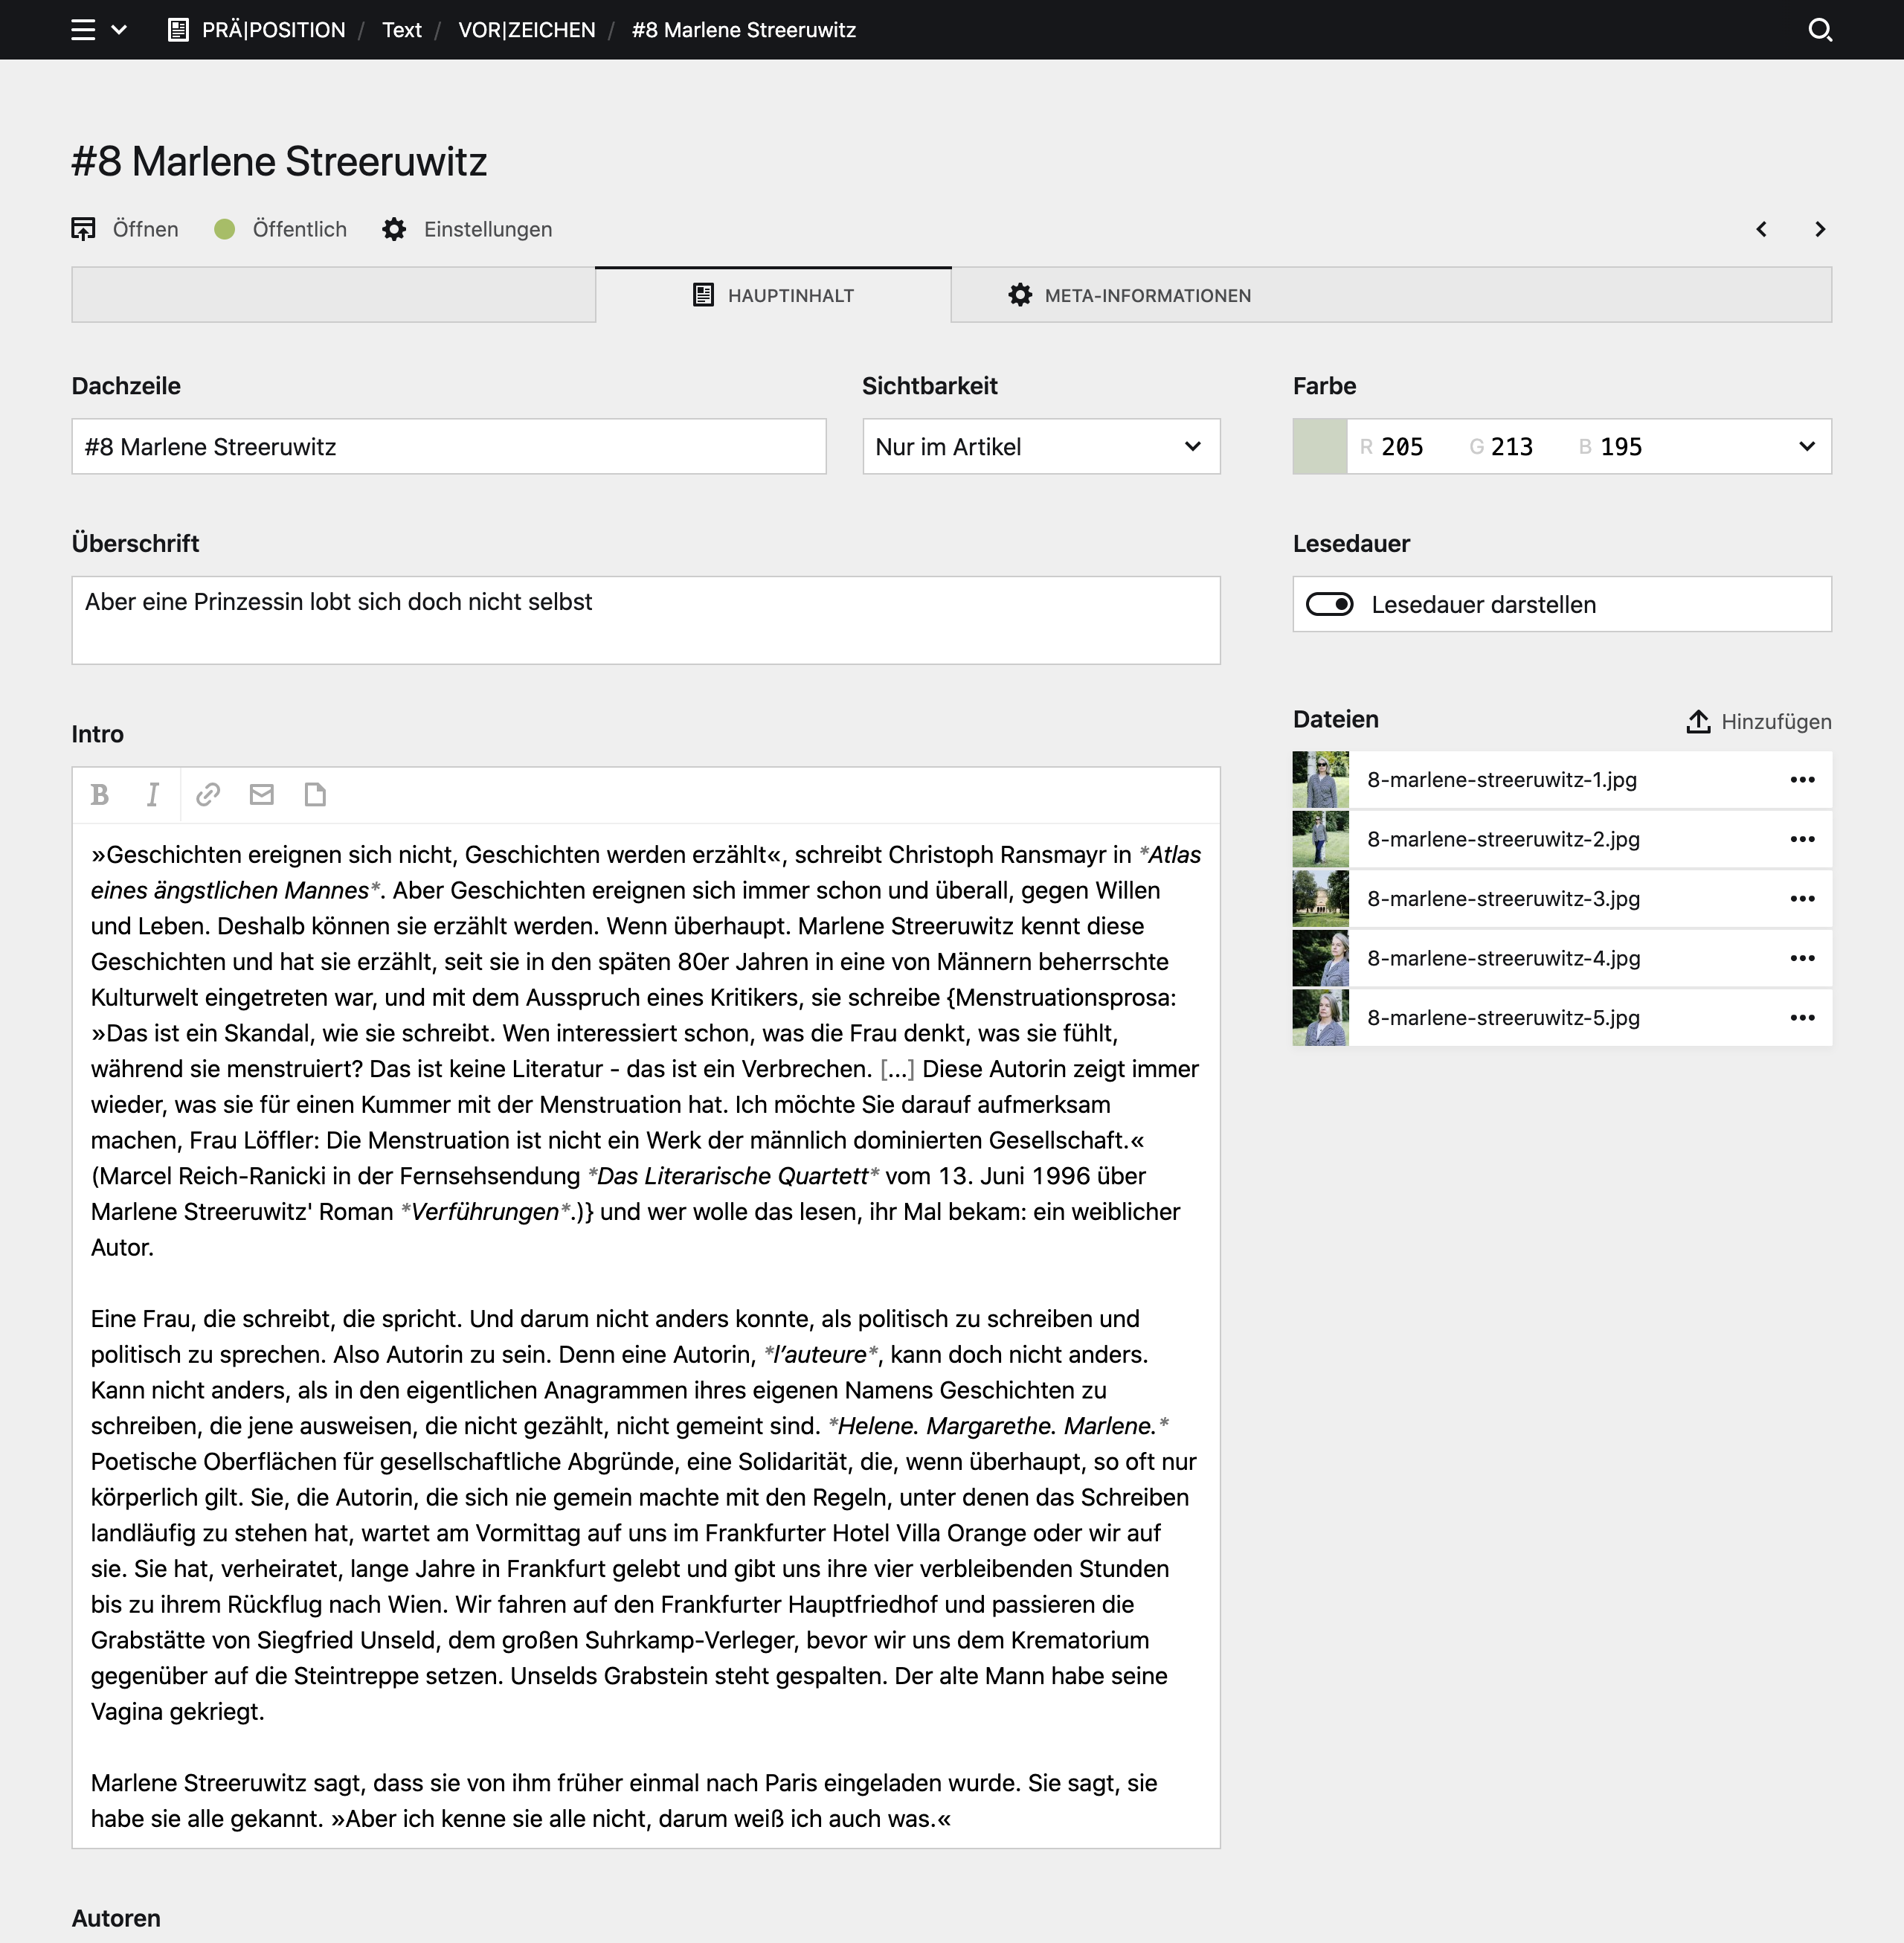 PRÄ|POSITION / Text / VOR|ZEICHEN / #8 Marlene Streeruwitz
#8 Marlene Streeruwitz
Öffnen Öffentlich Einstellungen
HAUPTINHALT META-INFORMATIONEN
Dachzeile
#8 Marlene Streeruwitz
Sichtbarkeit
Nur im Artikel
Farbe
R 205 G 213 B 195
Überschrift
Aber eine Prinzessin lobt sich doch nicht selbst
Lesedauer
Lesedauer darstellen
Intro
B I
»Geschichten ereignen sich nicht, Geschichten werden erzählt«, schreibt Christoph Ransmayr in *Atlas
eines ängstlichen Mannes*. Aber Geschichten ereignen sich immer schon und überall, gegen Willen
und Leben. Deshalb können sie erzählt werden. Wenn überhaupt. Marlene Streeruwitz kennt diese
Geschichten und hat sie erzählt, seit sie in den späten 80er Jahren in eine von Männern beherrschte
Kulturwelt eingetreten war, und mit dem Ausspruch eines Kritikers, sie schreibe {Menstruationsprosa:
»Das ist ein Skandal, wie sie schreibt. Wen interessiert schon, was die Frau denkt, was sie fühlt,
während sie menstruiert? Das ist keine Literatur - das ist ein Verbrechen. [...] Diese Autorin zeigt immer
wieder, was sie für einen Kummer mit der Menstruation hat. Ich möchte Sie darauf aufmerksam
machen, Frau Löffler: Die Menstruation ist nicht ein Werk der männlich dominierten Gesellschaft.«
(Marcel Reich-Ranicki in der Fernsehsendung *Das Literarische Quartett* vom 13. Juni 1996 über
Marlene Streeruwitz' Roman *Verführungen*.)} und wer wolle das lesen, ihr Mal bekam: ein weiblicher
Autor.
Eine Frau, die schreibt, die spricht. Und darum nicht anders konnte, als politisch zu schreiben und
politisch zu sprechen. Also Autorin zu sein. Denn eine Autorin, *l’auteure*, kann doch nicht anders.
Kann nicht anders, als in den eigentlichen Anagrammen ihres eigenen Namens Geschichten zu
schreiben, die jene ausweisen, die nicht gezählt, nicht gemeint sind. *Helene. Margarethe. Marlene.*
Poetische Oberflächen für gesellschaftliche Abgründe, eine Solidarität, die, wenn überhaupt, so oft nur
körperlich gilt. Sie, die Autorin, die sich nie gemein machte mit den Regeln, unter denen das Schreiben
landläufig zu stehen hat, wartet am Vormittag auf uns im Frankfurter Hotel Villa Orange oder wir auf
sie. Sie hat, verheiratet, lange Jahre in Frankfurt gelebt und gibt uns ihre vier verbleibenden Stunden
bis zu ihrem Rückflug nach Wien. Wir fahren auf den Frankfurter Hauptfriedhof und passieren die
Grabstätte von Siegfried Unseld, dem großen Suhrkamp-Verleger, bevor wir uns dem Krematorium
gegenüber auf die Steintreppe setzen. Unselds Grabstein steht gespalten. Der alte Mann habe seine
Vagina gekriegt.
Marlene Streeruwitz sagt, dass sie von ihm früher einmal nach Paris eingeladen wurde. Sie sagt, sie
habe sie alle gekannt. »Aber ich kenne sie alle nicht, darum weiß ich auch was.«
Dateien
Hinzufügen
8-marlene-streeruwitz-1.jpg
8-marlene-streeruwitz-2.jpg
8-marlene-streeruwitz-3.jpg
8-marlene-streeruwitz-4.jpg
8-marlene-streeruwitz-5.jpg
Autoren